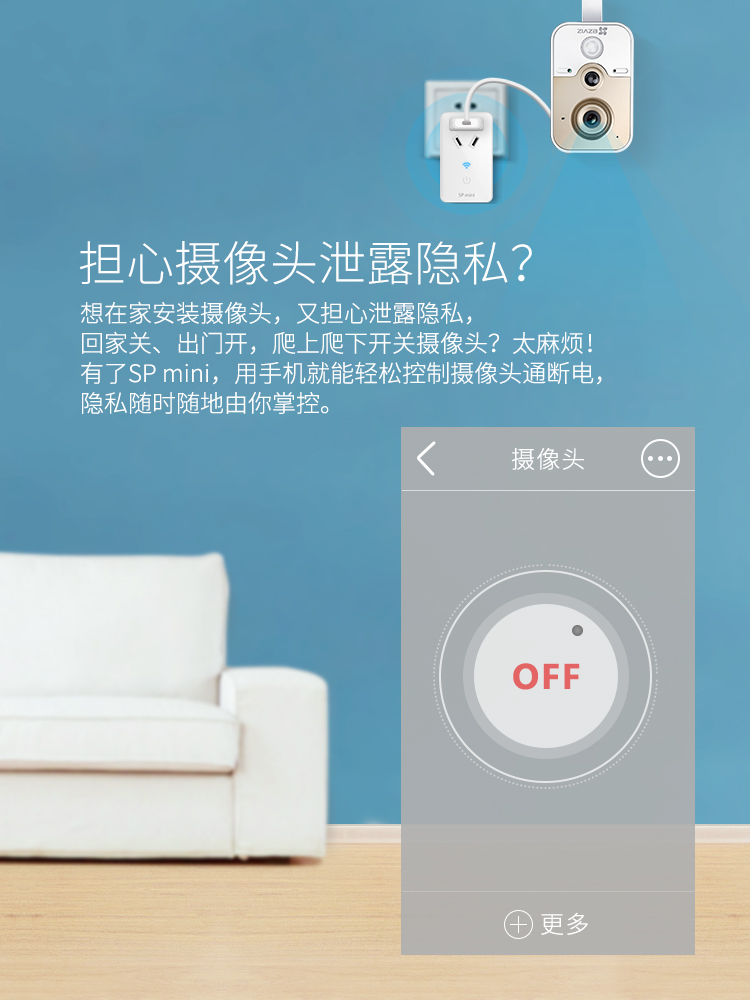 担心摄像头泄露隐私？
想在家安装摄像头，又担心泄露隐私，
回家关、出门开，爬上爬下开关摄像头？太麻烦！
有了SP mini，用手机就能轻松控制摄像头通断电，
隐私随时随地由你掌控。
SP mini
摄像头
OFF
更多